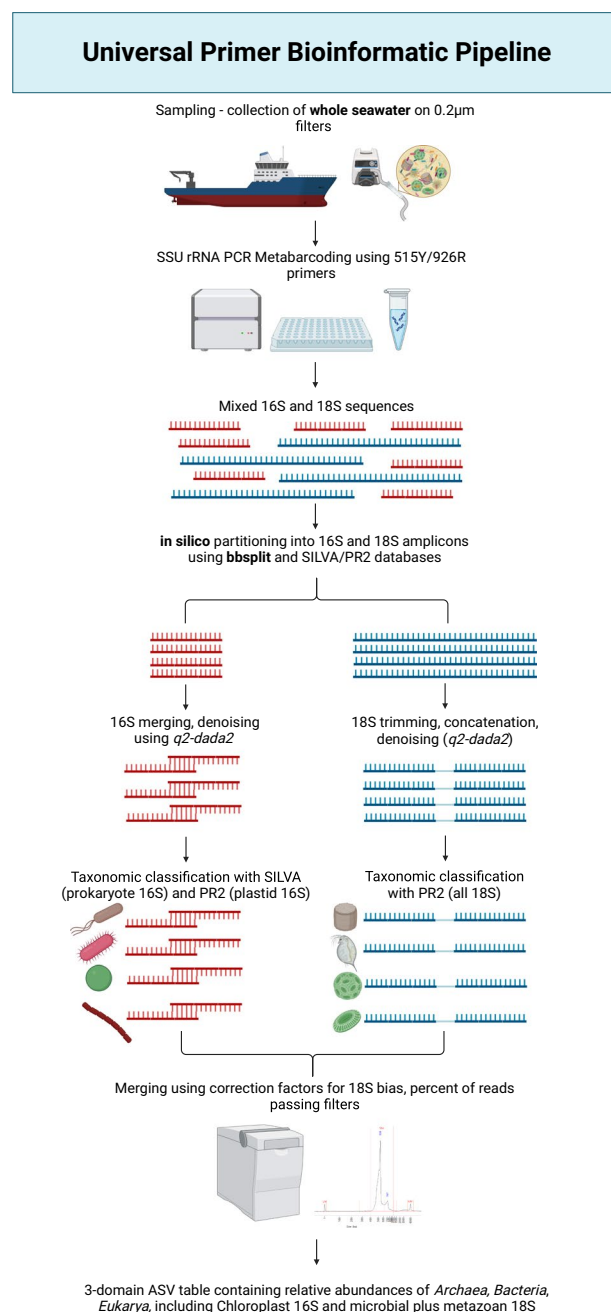 Universal Primer Bioinformatic Pipeline
Sampling - collection of whole seawater on 0.2µm
filters
SSU rRNA PCR Metabarcoding using 515Y/926R
primers
Mixed 16S and 18S sequences
in silico partitioning into 16S and 18S amplicons
using bbsplit and SILVA/PR2 databases
16S merging, denoising
using q2-dada2
18S trimming, concatenation,
denoising (q2-dada2)
Taxonomic classification with SILVA
(prokaryote 16S) and PR2 (plastid 16S)
Taxonomic classification
with PR2 (all 18S)
Merging using correction factors for 18S bias, percent of reads
passing filters
3-domain ASV table containing relative abundances of Archaea, Bacteria,
Eukarya, including Chloroplast 16S and microbial plus metazoan 18S